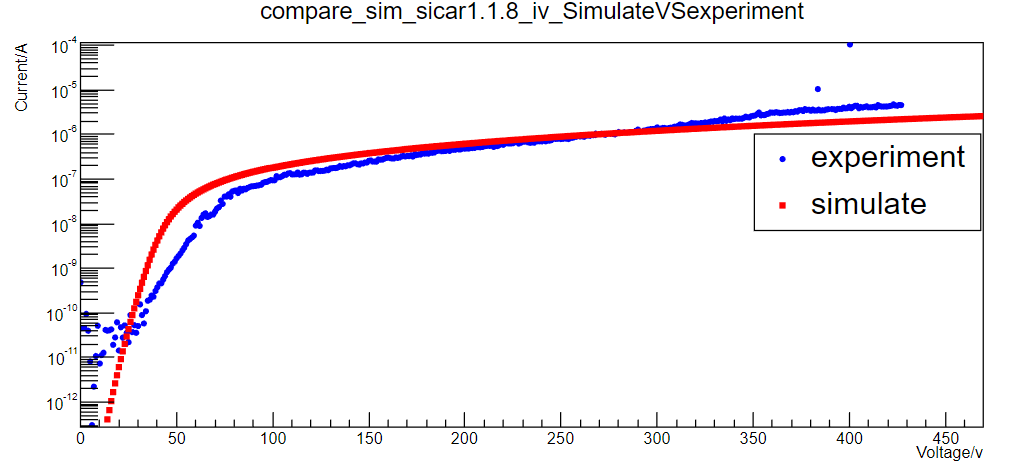 compare_sim_sicar1.1.8_iv_SimulateVSexperiment
Current/A
10^-4
10^-5
10^-6
10^-7
10^-8
10^-9
10^-10
10^-11
10^-12
experiment
simulate
0 50 100 150 200 250 300 350 400 450
Voltage/v